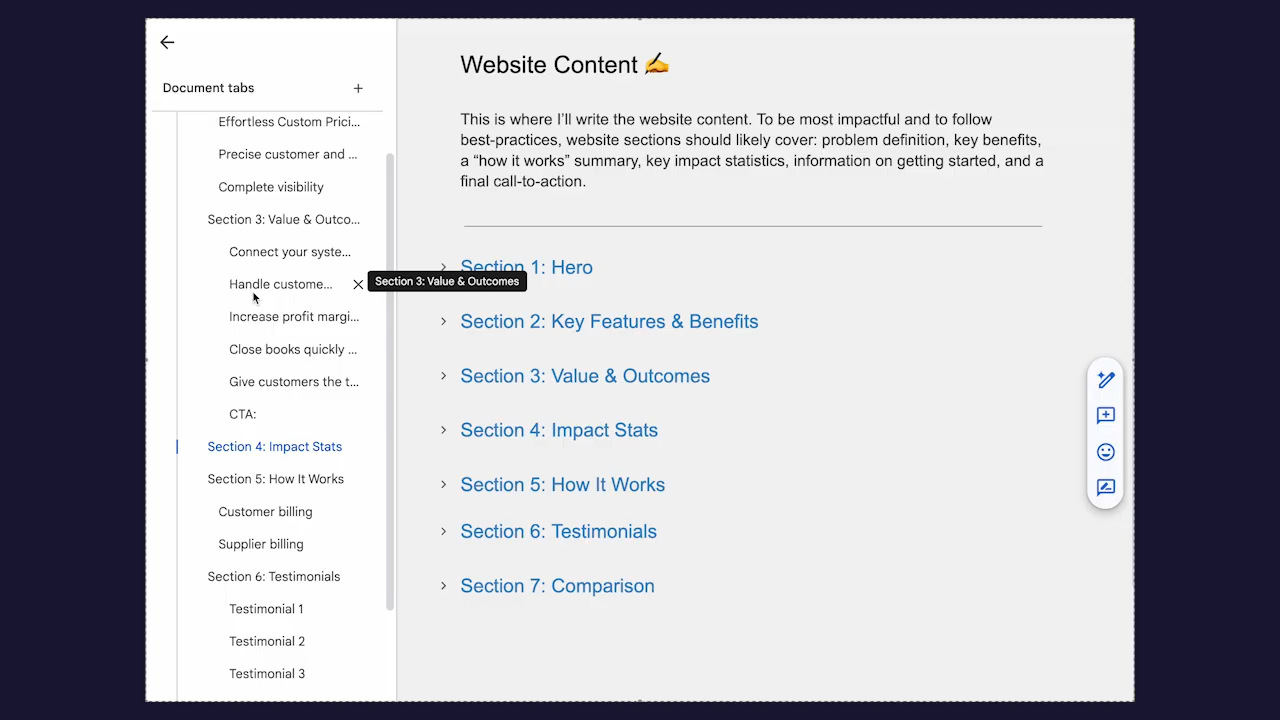 Document tabs
Effortless Custom Prici...
Precise customer and ...
Complete visibility
Section 3: Value & Outco...
Connect your syste...
Handle custome...
Increase profit margi...
Close books quickly ...
Give customers the t...
CTA:
Section 4: Impact Stats
Section 5: How It Works
Customer billing
Supplier billing
Section 6: Testimonials
Testimonial 1
Testimonial 2
Testimonial 3
Section 3: Value & Outcomes
Website Content ✍️
This is where I’ll write the website content. To be most impactful and to follow
best-practices, website sections should likely cover: problem definition, key benefits,
a “how it works” summary, key impact statistics, information on getting started, and a
final call-to-action.
Section 1: Hero
Section 2: Key Features & Benefits
Section 3: Value & Outcomes
Section 4: Impact Stats
Section 5: How It Works
Section 6: Testimonials
Section 7: Comparison